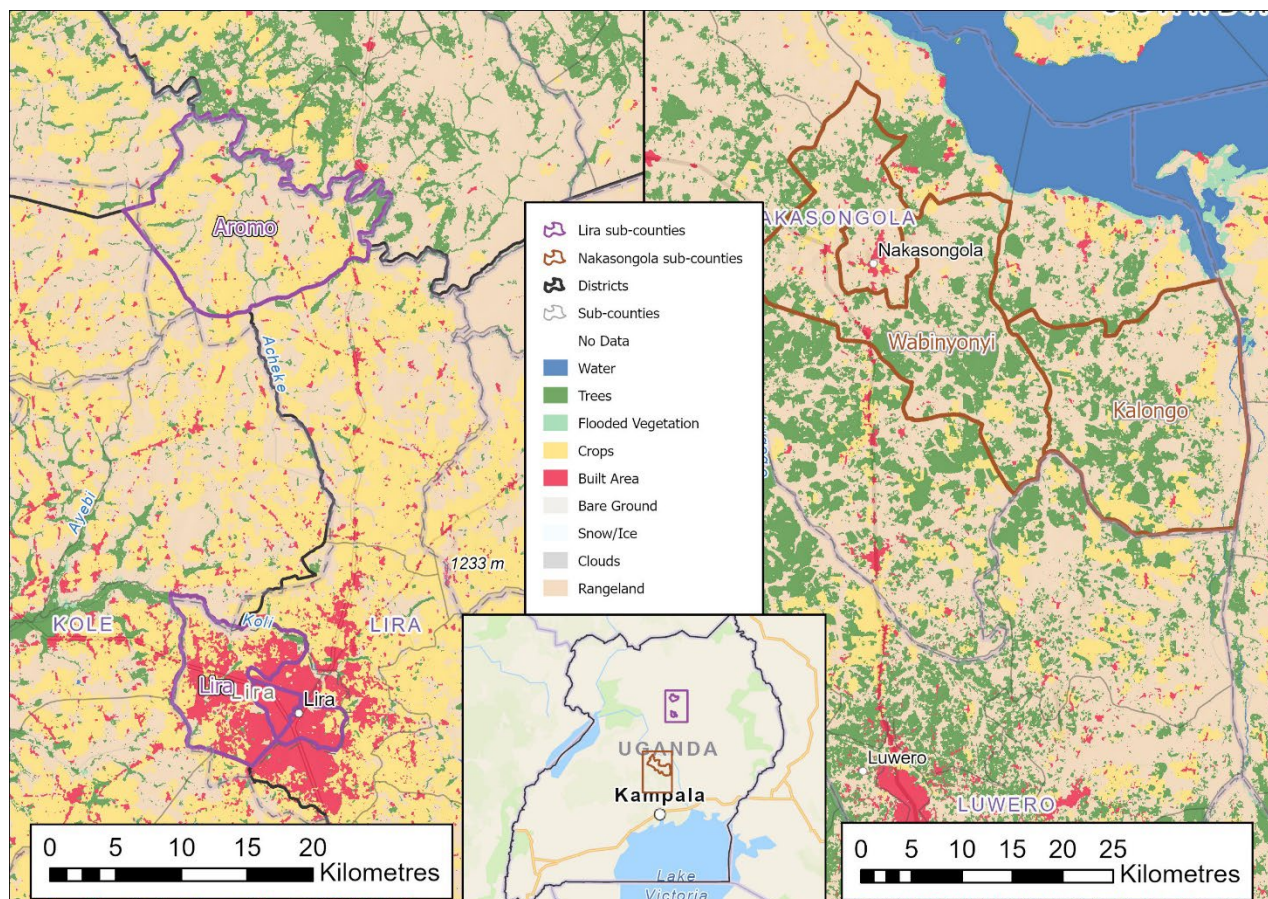 Aromo
Acheke
Ayebi
1233 m
KOLE
Koli
LIRA
Lira
Lira
Lira
0 5 10 15 20
Kilometres
Lira sub-counties
Nakasongola sub-counties
Districts
Sub-counties
No Data
Water
Trees
Flooded Vegetation
Crops
Built Area
Bare Ground
Snow/Ice
Clouds
Rangeland
UGANDA
Kampala
Lake
Victoria
AKASONGOLA
Nakasongola
Wabinyonyi
Kalongo
Luwero
LUWERO
0 5 10 15 20 25
Kilometres